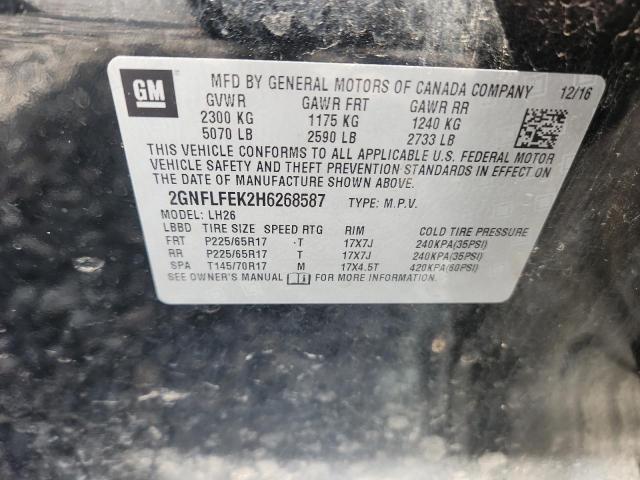 GM
MFD BY GENERAL MOTORS OF CANADA COMPANY 12/16
GVWR GAWR FRT GAWR RR
2300 KG 1175 KG 1240 KG
5070 LB 2590 LB 2733 LB
THIS VEHICLE CONFORMS TO ALL APPLICABLE U.S. FEDERAL MOTOR
VEHICLE SAFETY AND THEFT PREVENTION STANDARDS IN EFFECT ON
THE DATE OF MANUFACTURE SHOWN ABOVE.
2GNFLFEK2H6268587 TYPE: M.P.V.
MODEL: LH26
LBBD TIRE SIZE SPEED RTG RIM COLD TIRE PRESSURE
FRT P225/65R17 T 17X7J 240KPA(35PSI)
RR P225/65R17 T 17X7J 240KPA(35PSI)
SPA T145/70R17 M 17X4.5T 420KPA(60PSI)
SEE OWNER'S MANUAL FOR MORE INFORMATION.